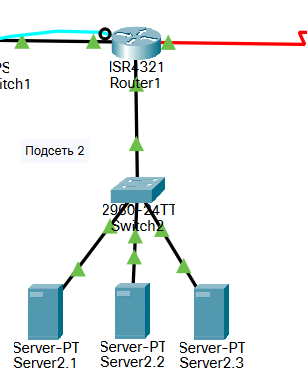 PS
itch1
ISR4321
Router1
Подсеть 2
2960-24TT
Switch2
Server-PT
Server2.1
Server-PT
Server2.2
Server-PT
Server2.3